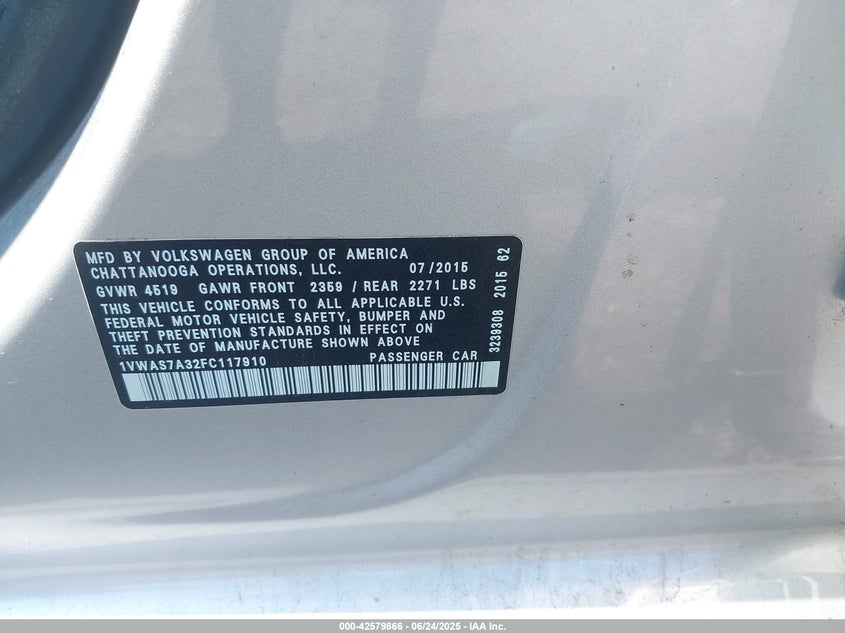 MFD BY VOLKSWAGEN GROUP OF AMERICA
CHATTANOOGA OPERATIONS, LLC. 07/2015
GVWR 4519 GAWR FRONT 2359 / REAR 2271 LBS
THIS VEHICLE CONFORMS TO ALL APPLICABLE U.S.
FEDERAL MOTOR VEHICLE SAFETY, BUMPER AND
THEFT PREVENTION STANDARDS IN EFFECT ON
THE DATE OF MANUFACTURE SHOWN ABOVE
1VWAS7A32FC117910 PASSENGER CAR
3239308 2015 62
000-42579866 - 06/24/2025 - IAA Inc.